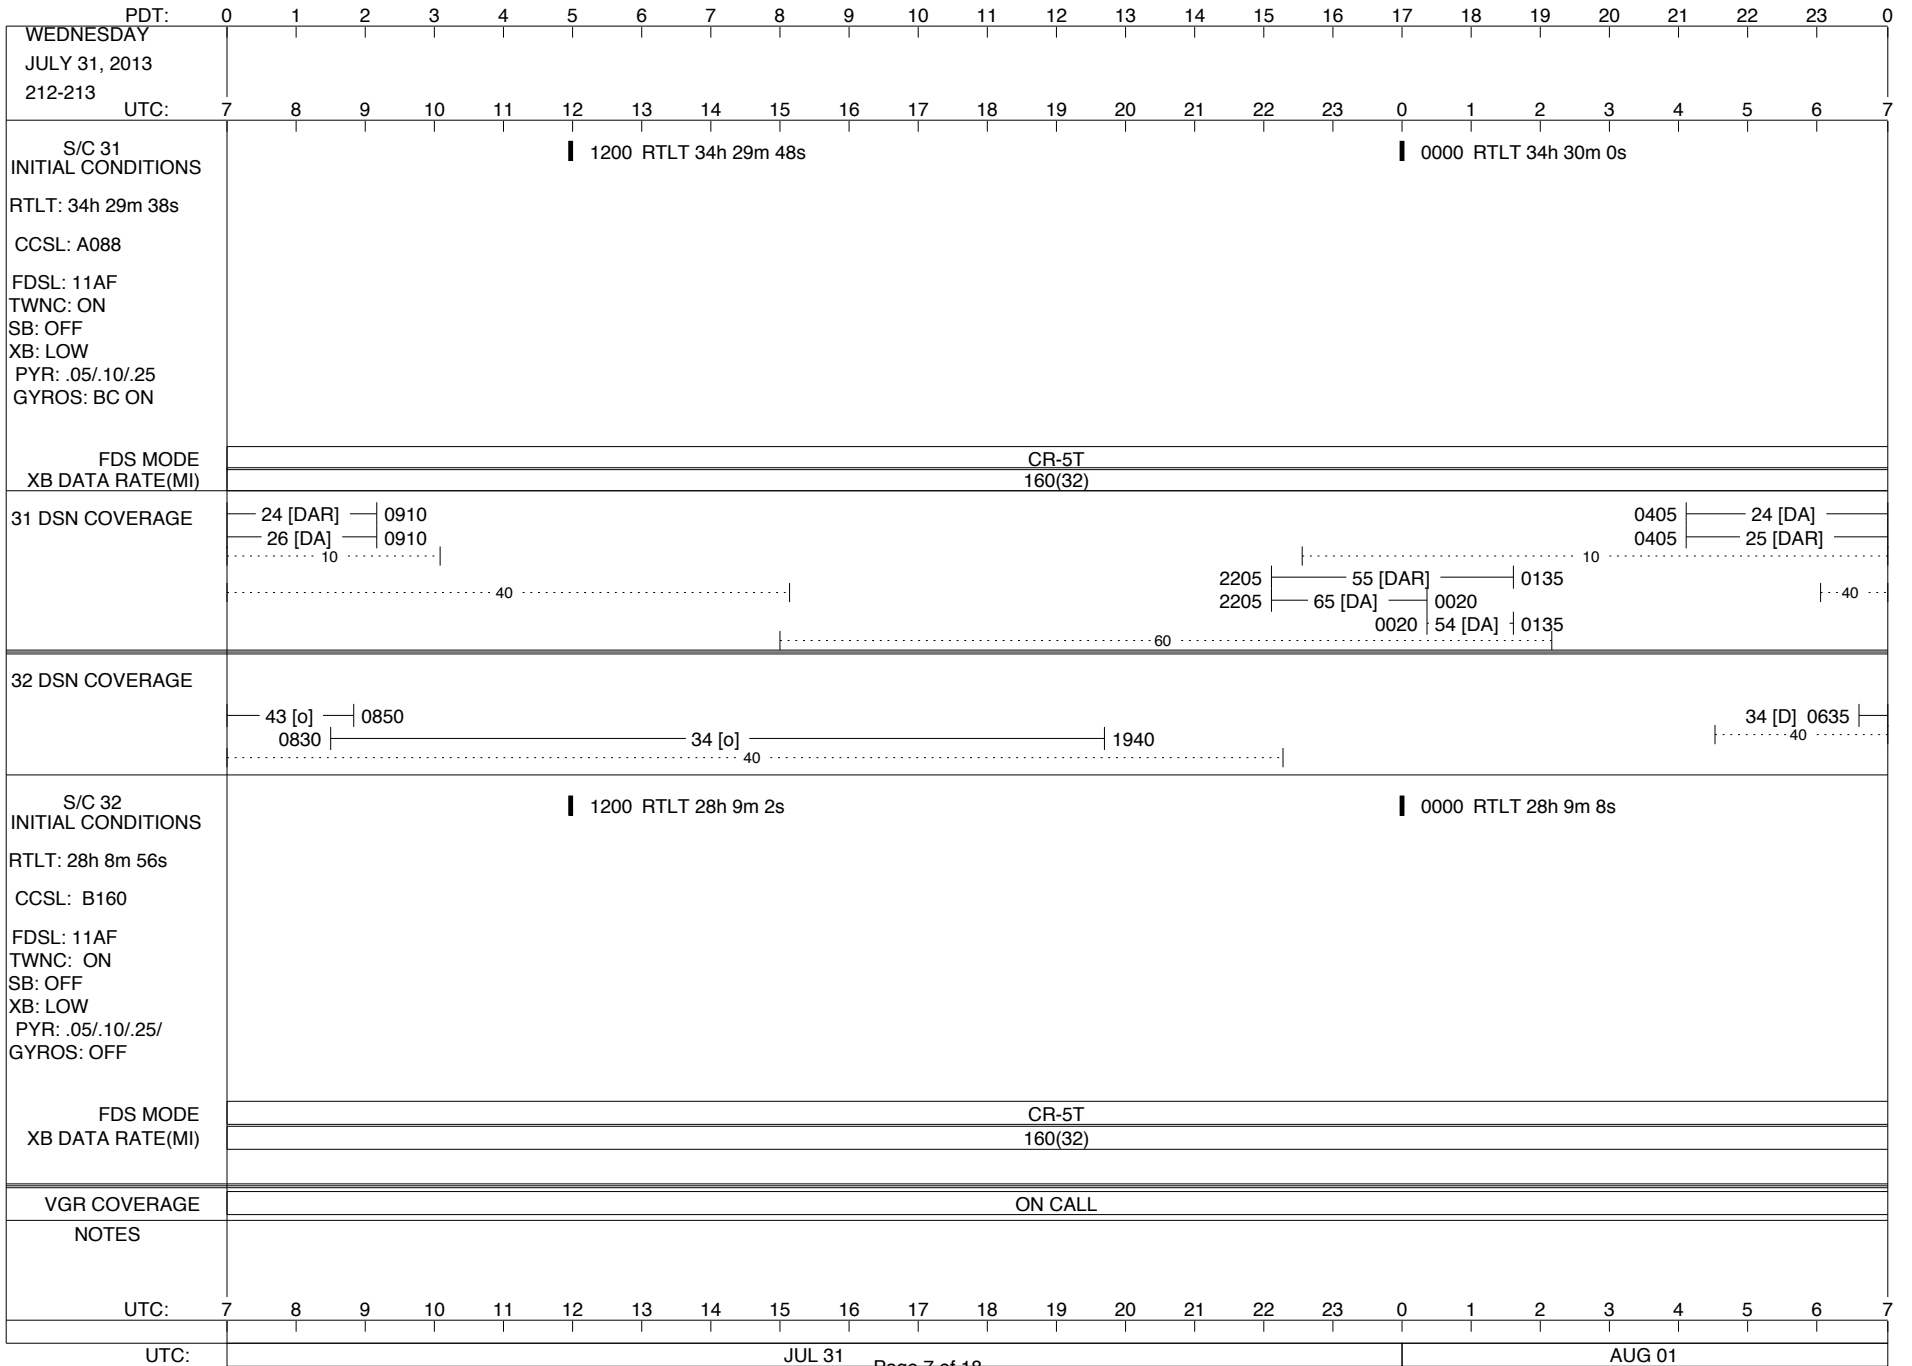 PDT: 0 1 2 3 4 5 6 7 8 9 10 11 12 13 14 15 16 17 18 19 20 21 22 23 0
WEDNESDAY
JULY 31, 2013
212-213
UTC: 7 8 9 10 11 12 13 14 15 16 17 18 19 20 21 22 23 0 1 2 3 4 5 6 7
S/C 31
INITIAL CONDITIONS
1200 RTLT 34h 29m 48s
0000 RTLT 34h 30m 0s
RTLT: 34h 29m 38s
CCSL: A088
FDSL: 11AF
TWNC: ON
SB: OFF
XB: LOW
PYR: .05/.10/.25
GYROS: BC ON
FDS MODE CR-5T
XB DATA RATE(MI) 160(32)
31 DSN COVERAGE
24 [DAR] 0910 0405 24 [DA]
26 [DA] 0910 0405 25 [DAR]
10 10
2205 55 [DAR] 0135
40 40
2205 65 [DA] 0020
0020 54 [DA] 0135
60
32 DSN COVERAGE
43 [o] 0850 34 [D] 0635
0830 34 [o] 1940 40
40
S/C 32
INITIAL CONDITIONS
1200 RTLT 28h 9m 2s
0000 RTLT 28h 9m 8s
RTLT: 28h 8m 56s
CCSL: B160
FDSL: 11AF
TWNC: ON
SB: OFF
XB: LOW
PYR: .05/.10/.25/
GYROS: OFF
FDS MODE CR-5T
XB DATA RATE(MI) 160(32)
VGR COVERAGE ON CALL
NOTES
UTC: 7 8 9 10 11 12 13 14 15 16 17 18 19 20 21 22 23 0 1 2 3 4 5 6 7
UTC: JUL 31 AUG 01
Page 7 of 18